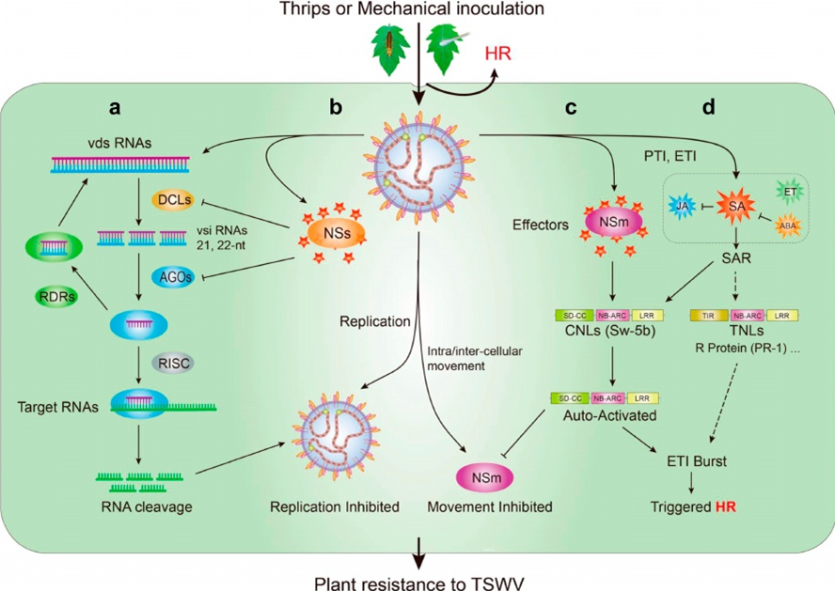 Thrips or Mechanical inoculation
HR
a
b
c
d
vds RNAs
DCLs
vsi RNAs
21, 22-nt
AGOs
RDRs
RISC
Target RNAs
RNA cleavage
NSs
Replication
Intra/inter-cellular
movement
Replication Inhibited
NSm
Movement Inhibited
PTI, ETI
Effectors
NSm
JA
SA
ET
ABA
SAR
SD-CC NB-ARC LRR
CNLs (Sw-5b)
TIR NB-ARC LRR
TNLs
R Protein (PR-1) ...
SD-CC NB-ARC LRR
Auto-Activated
ETI Burst
Triggered HR
Plant resistance to TSWV